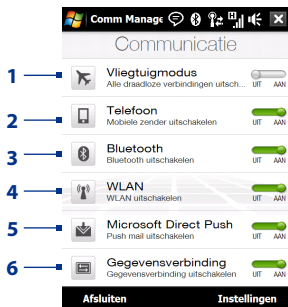 Comm Manage
Communicatie
1 Vliegtuigmodus
Alle draadloze verbindingen uitsch... UIT AAN
2 Telefoon
Mobiele zender uitschakelen UIT AAN
3 Bluetooth
Bluetooth uitschakelen UIT AAN
4 WLAN
WLAN uitschakelen UIT AAN
5 Microsoft Direct Push
Push mail uitschakelen UIT AAN
6 Gegevensverbinding
Gegevensverbinding uitschakelen UIT AAN
Afsluiten Instellingen